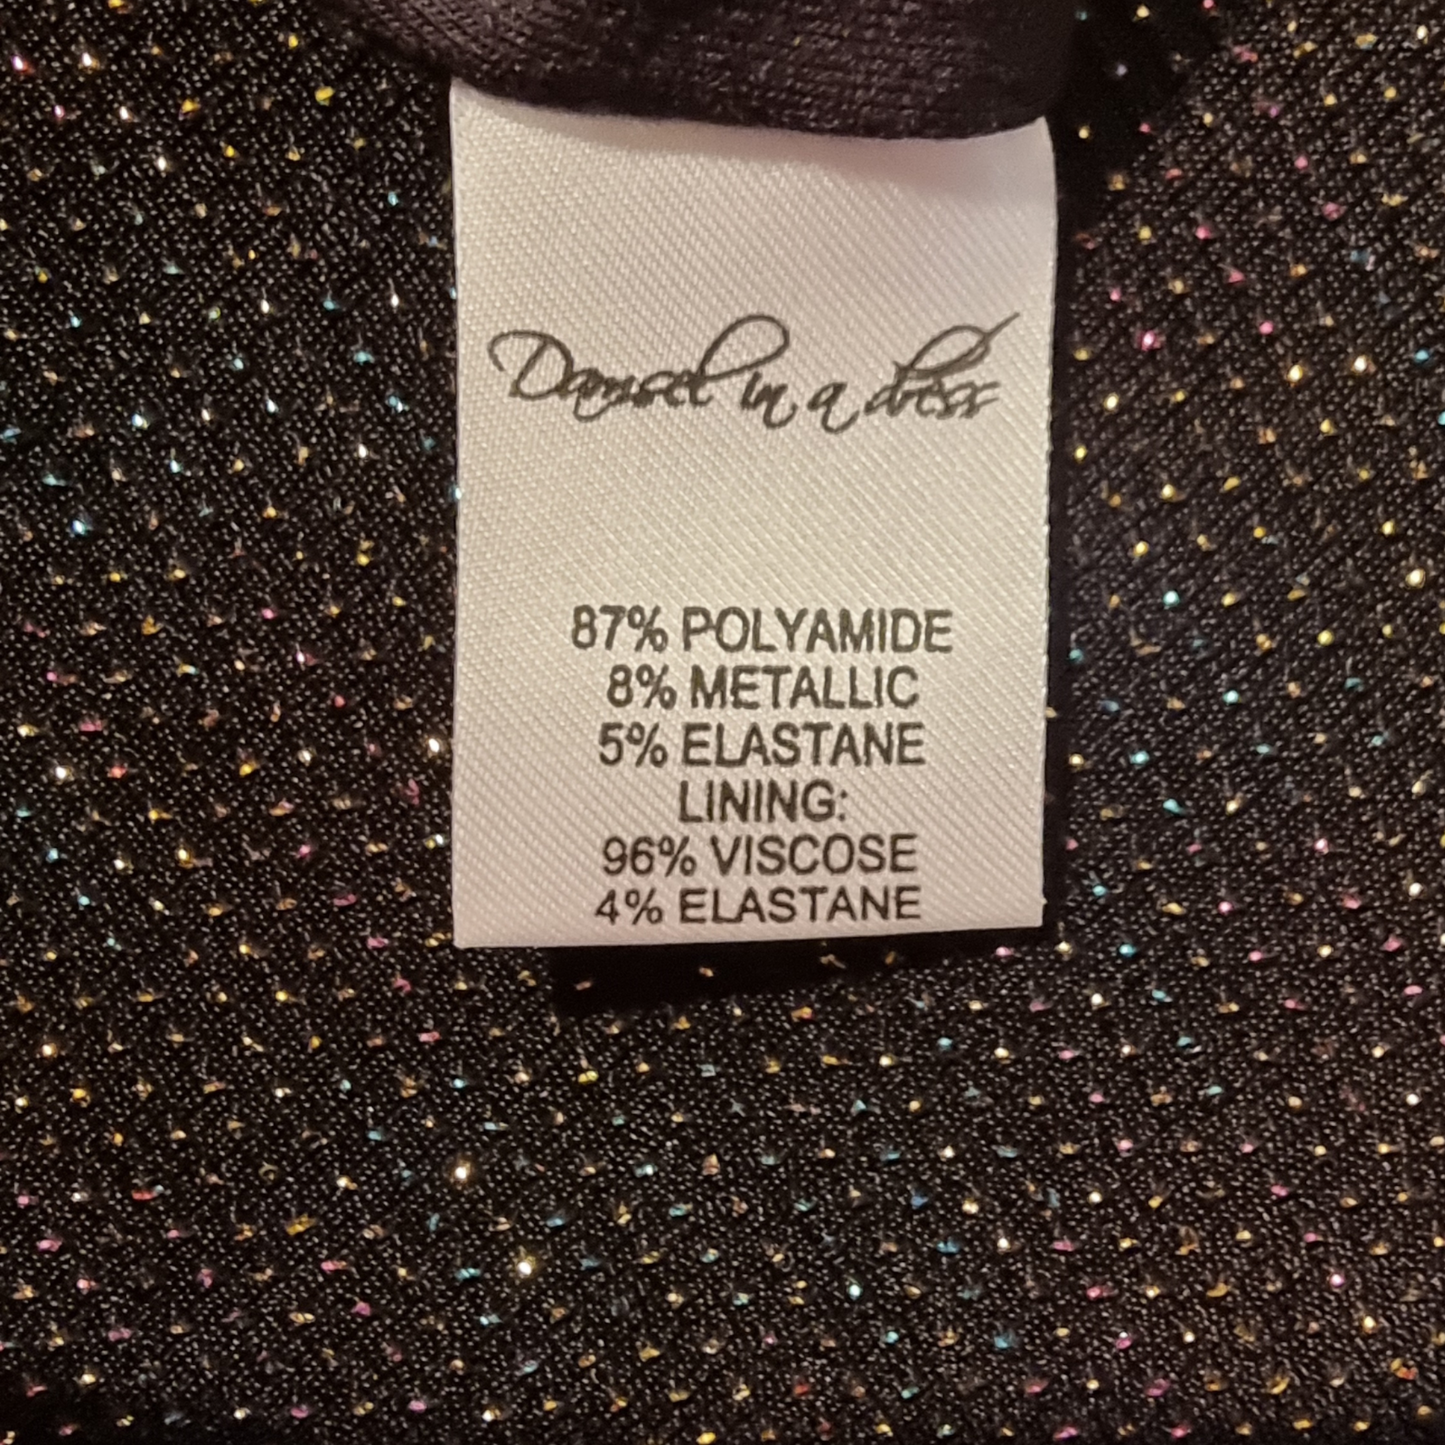 Damsel in a dress
87% POLYAMIDE
8% METALLIC
5% ELASTANE
LINING:
96% VISCOSE
4% ELASTANE